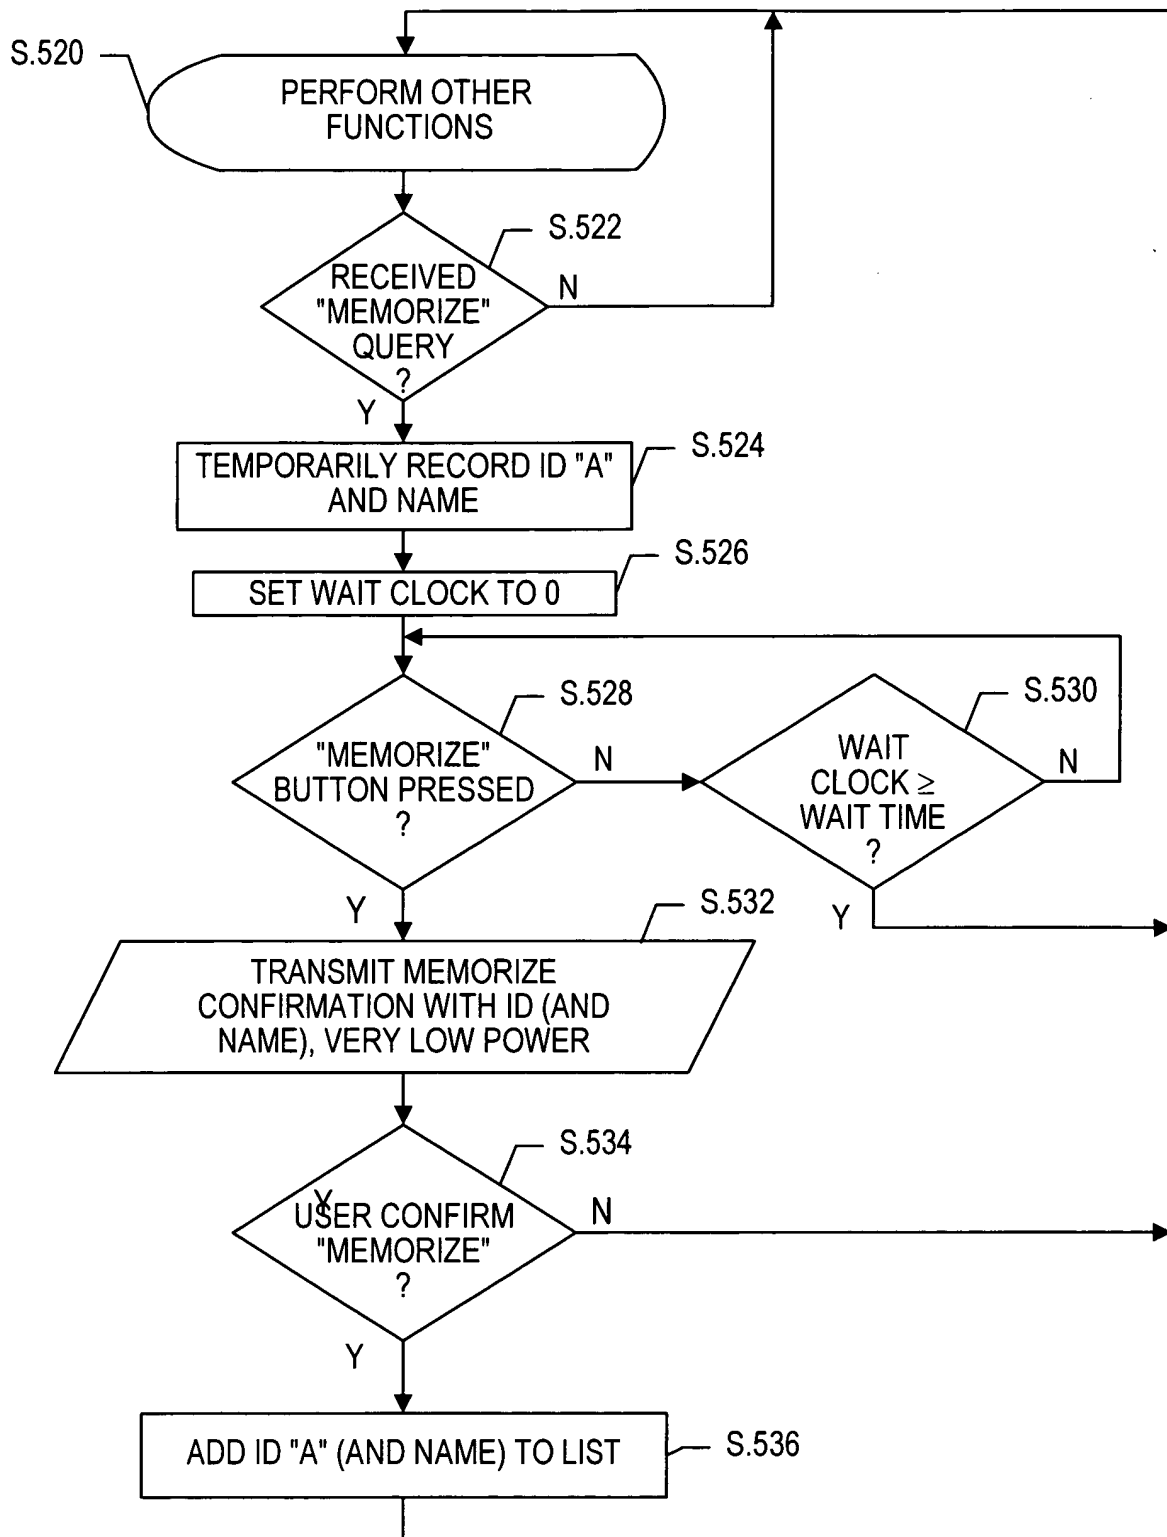 S.520
PERFORM OTHER
FUNCTIONS
S.522
RECEIVED
"MEMORIZE"
QUERY
?
N
Y
S.524
TEMPORARILY RECORD ID "A"
AND NAME
S.526
SET WAIT CLOCK TO 0
S.528
"MEMORIZE"
BUTTON PRESSED
?
N
S.530
WAIT
CLOCK ≥
WAIT TIME
?
N
Y
Y
S.532
TRANSMIT MEMORIZE
CONFIRMATION WITH ID (AND
NAME), VERY LOW POWER
S.534
Y
USER CONFIRM
"MEMORIZE"
?
N
Y
S.536
ADD ID "A" (AND NAME) TO LIST